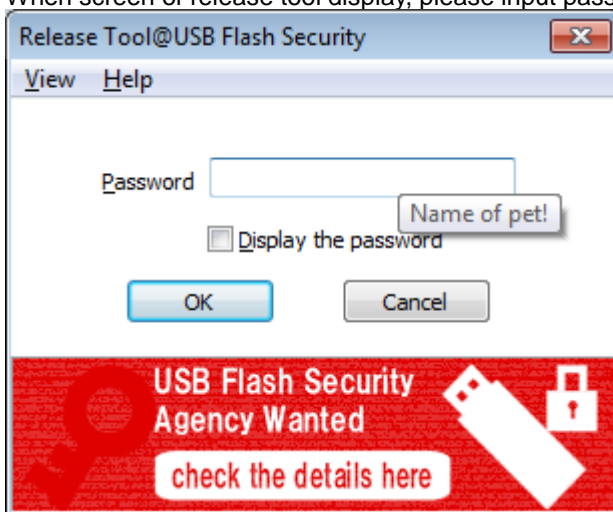 When screen of release tool display, please input pass
Release Tool@USB Flash Security
View Help
Password
Name of pet!
Display the password
OK Cancel
USB Flash Security
Agency Wanted
check the details here